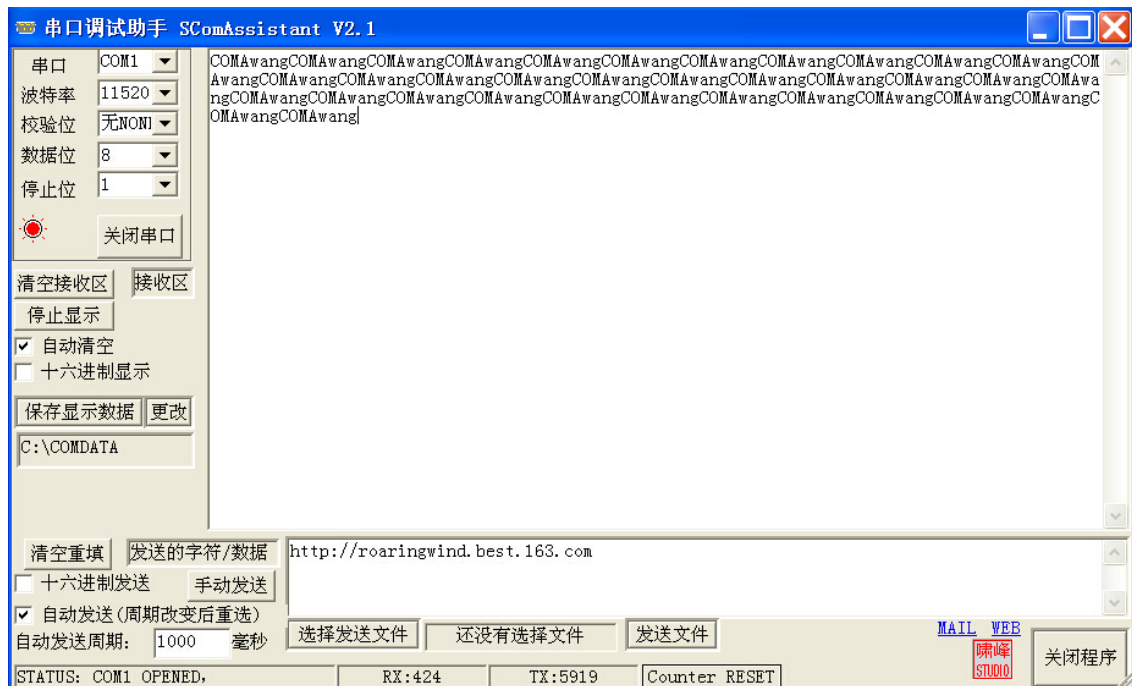 串口调试助手 SComAssistant V2.1
串口 COM1
波特率 11520
校验位 无NON
数据位 8
停止位 1
关闭串口
清空接收区 接收区
停止显示
自动清空
十六进制显示
保存显示数据 更改
C:\COMDATA
COMAwangCOMAwangCOMAwangCOMAwangCOMAwangCOMAwangCOMAwangCOMAwangCOMAwangCOMAwangCOMAwangCOM
AwangCOMAwangCOMAwangCOMAwangCOMAwangCOMAwangCOMAwangCOMAwangCOMAwangCOMAwangCOMAwangCOMAwa
ngCOMAwangCOMAwangCOMAwangCOMAwangCOMAwangCOMAwangCOMAwangCOMAwangCOMAwangCOMAwangCOMAwangC
OMAwangCOMAwang
清空重填 发送的字符/数据
http://roaringwind.best.163.com
十六进制发送 手动发送
自动发送(周期改变后重选)
自动发送周期: 1000 毫秒
选择发送文件 还没有选择文件 发送文件
MAIL WEB
啸峰
STUDIO
关闭程序
STATUS: COM1 OPENED, RX:424 TX:5919 Counter RESET